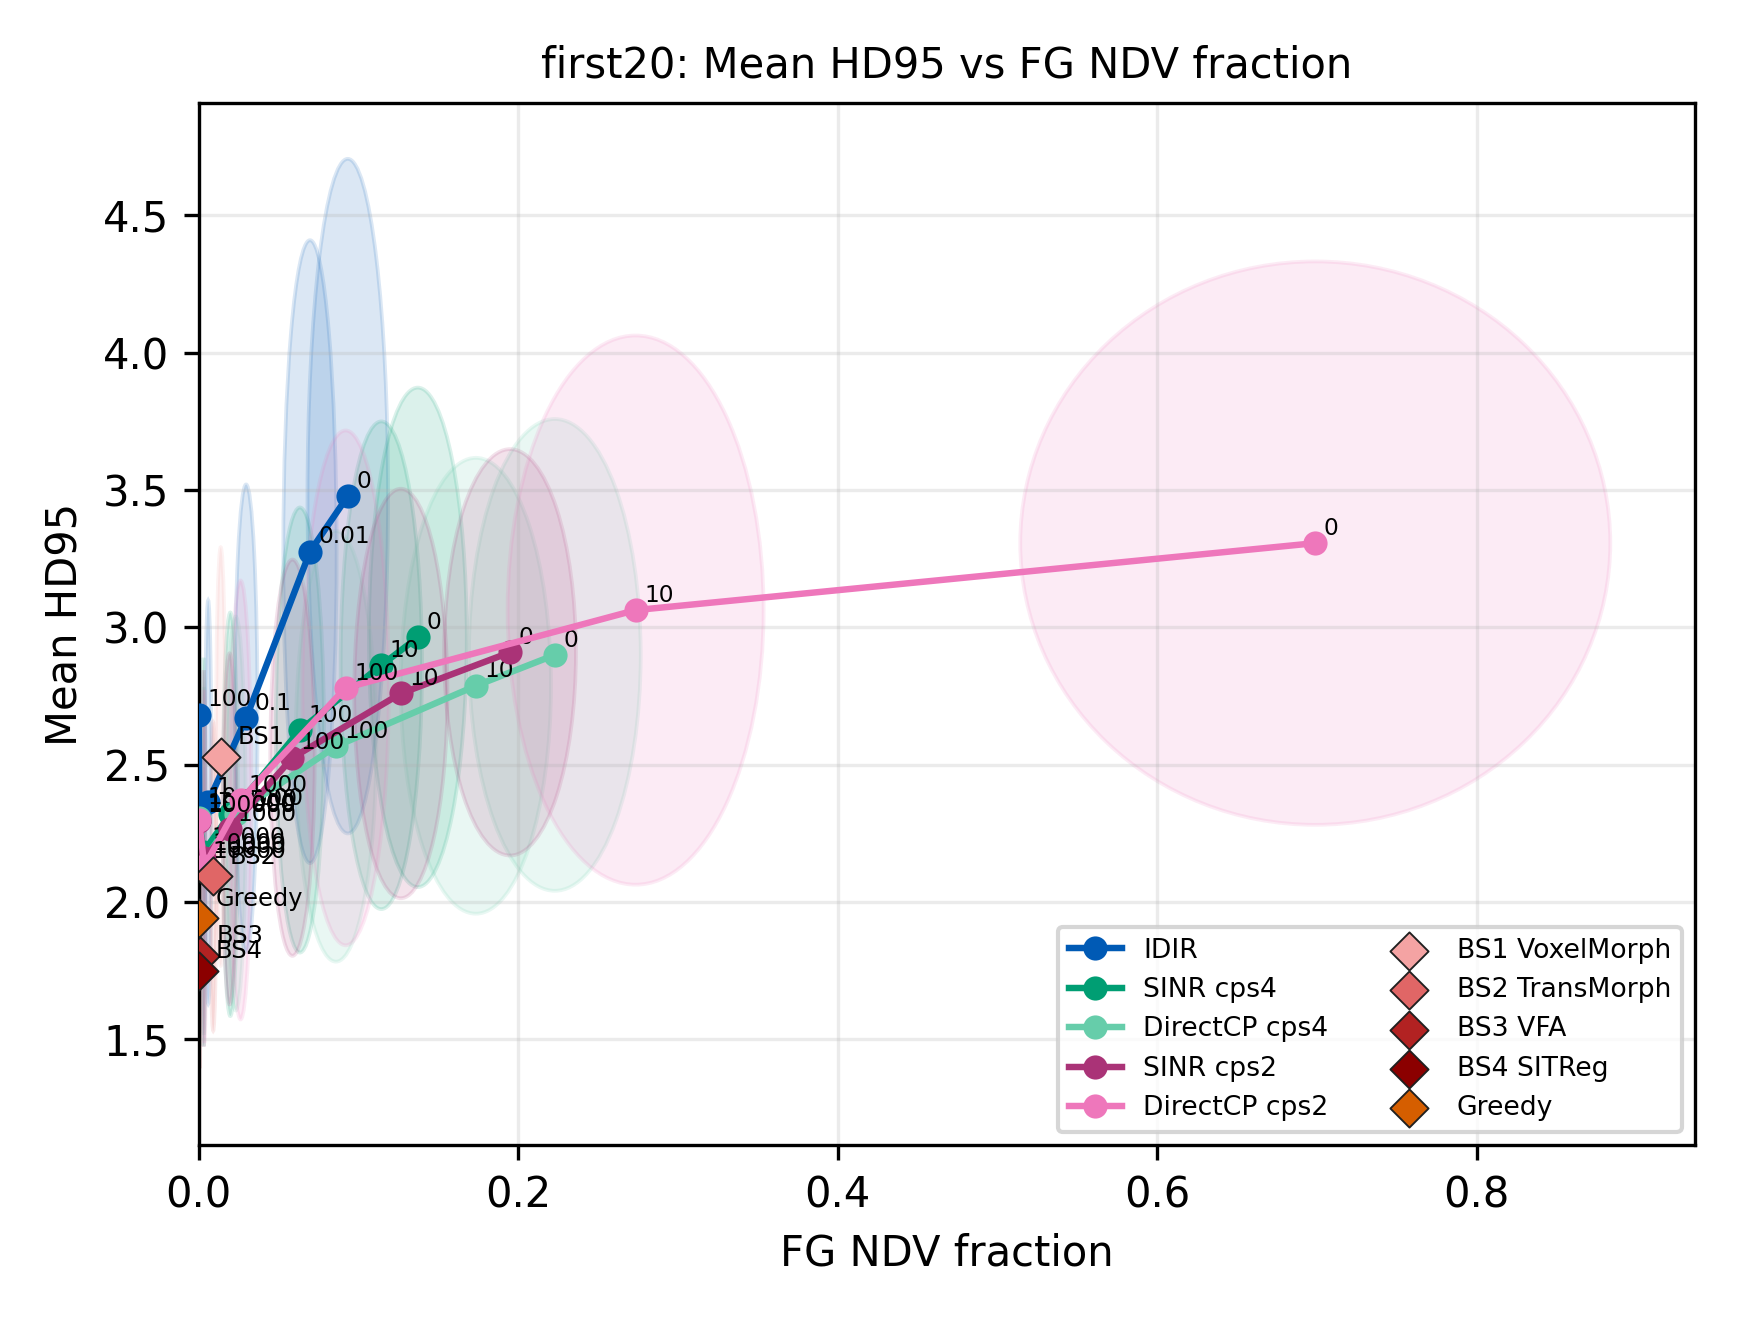 first20: Mean HD95 vs FG NDV fraction
Mean HD95
4.5
4.0
3.5
3.0
2.5
2.0
1.5
0
0.01
0
10
0
0
10
0
0
100
10
10
100
0.1
100
100
100
BS1
1000
1000
BS2
Greedy
BS3
BS4
IDIR
SINR cps4
DirectCP cps4
SINR cps2
DirectCP cps2
BS1 VoxelMorph
BS2 TransMorph
BS3 VFA
BS4 SITReg
Greedy
0.0 0.2 0.4 0.6 0.8
FG NDV fraction